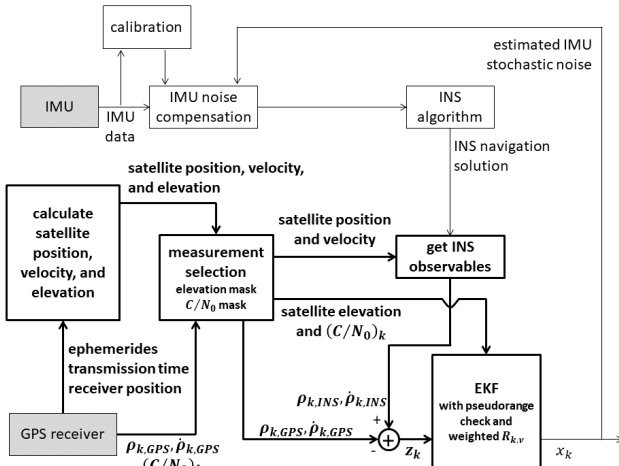 calibration
estimated IMU
stochastic noise
IMU
IMU
data
IMU noise
compensation
INS
algorithm
INS navigation
solution
satellite position, velocity,
and elevation
calculate
satellite
position,
velocity, and
elevation
satellite position
and velocity
measurement
selection
elevation mask
C/N₀ mask
get INS
observables
satellite elevation
and (C/N₀)ₖ
ephemerides
transmission time
receiver position
ρk,INS, ρ̇k,INS
EKF
with pseudorange
check and
weighted Rk,v
GPS receiver
ρk,GPS, ρ̇k,GPS
ρk,GPS, ρ̇k,GPS
+
-
zₖ
xₖ